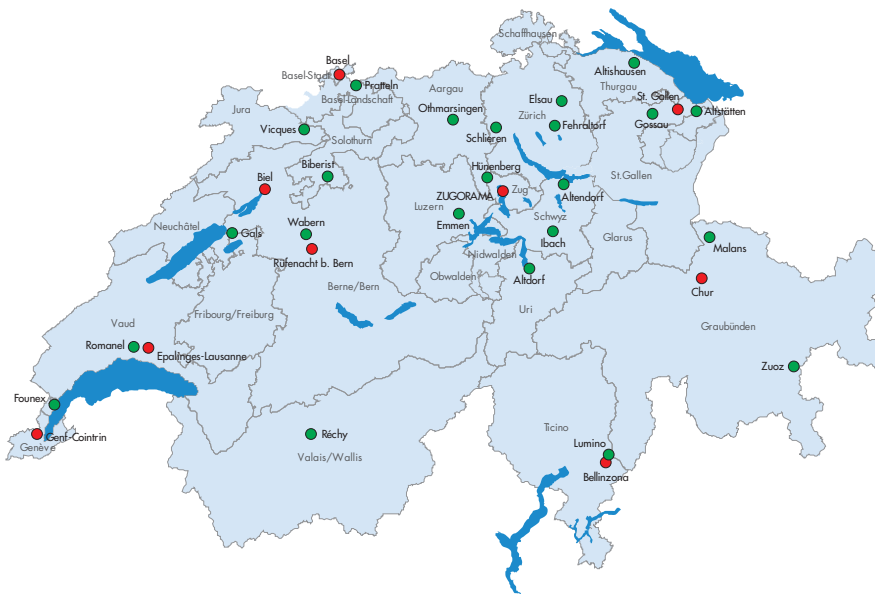 Schaffhausen
Basel
Basel-Stadt
Pratteln
Basel-Landschaft
Aargau
Altishausen
Thurgau
Jura
Othmarsingen
Elsau
Zürich
St. Gallen
Altstätten
Gossau
Vicques
Solothurn
Schlieren
Fehraltorf
Biberist
Hünenberg
Biel
ZUGORAMA
Zug
St.Gallen
Altendorf
Luzern
Emmen
Schwyz
Neuchâtel
Gals
Wabern
Ibach
Glarus
Malans
Rüfenacht b. Bern
Nidwalden
Obwalden
Altdorf
Chur
Berne/Bern
Uri
Fribourg/Freiburg
Vaud
Graubünden
Romanel
Epalinges-Lausanne
Zuoz
Founex
Genf-Cointrin
Genève
Réchy
Valais/Wallis
Ticino
Lumino
Bellinzona